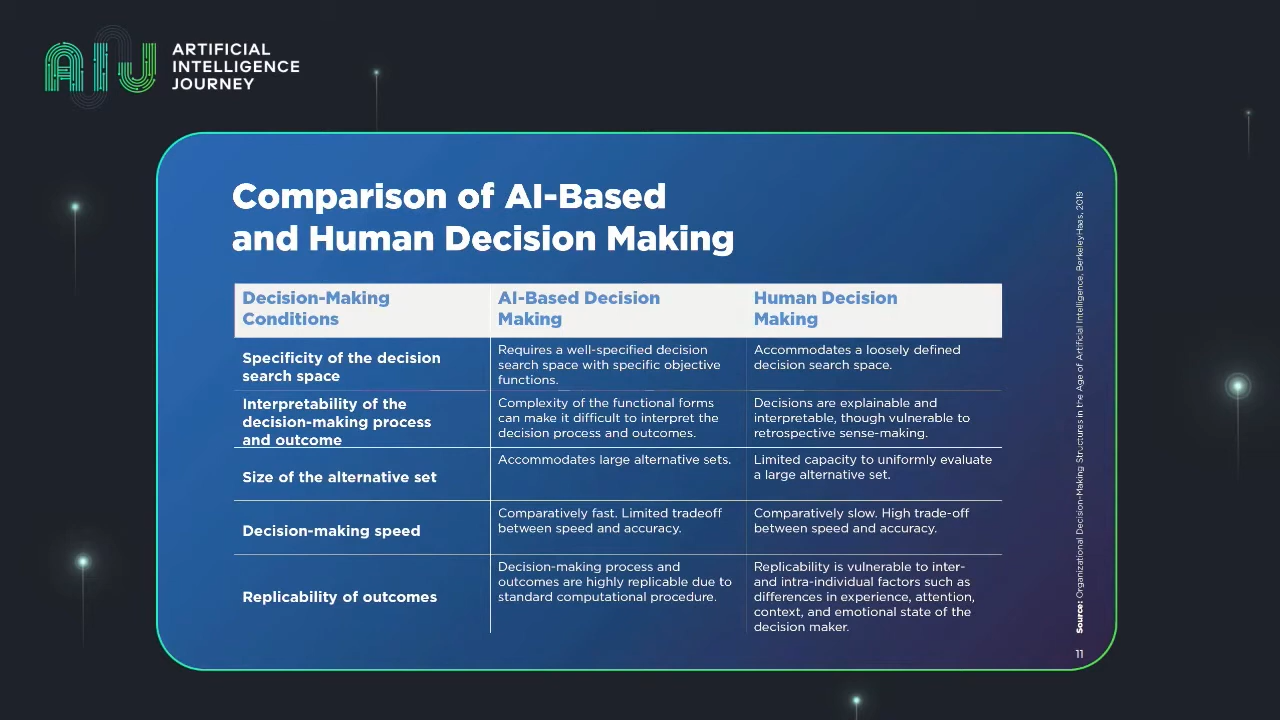 ARTIFICIAL
INTELLIGENCE
JOURNEY
Comparison of AI-Based
and Human Decision Making
Decision-Making
Conditions
AI-Based Decision
Making
Human Decision
Making
Specificity of the decision
search space
Requires a well-specified decision
search space with specific objective
functions.
Accommodates a loosely defined
decision search space.
Interpretability of the
decision-making process
and outcome
Complexity of the functional forms
can make it difficult to interpret the
decision process and outcomes.
Decisions are explainable and
interpretable, though vulnerable to
retrospective sense-making.
Size of the alternative set
Accommodates large alternative sets.
Limited capacity to uniformly evaluate
a large alternative set.
Decision-making speed
Comparatively fast. Limited tradeoff
between speed and accuracy.
Comparatively slow. High trade-off
between speed and accuracy.
Replicability of outcomes
Decision-making process and
outcomes are highly replicable due to
standard computational procedure.
Replicability is vulnerable to inter-
and intra-individual factors such as
differences in experience, attention,
context, and emotional state of the
decision maker.
Source: Organizational Decision-Making Structures in the Age of Artificial Intelligence, BerkeleyHaas, 2019
11